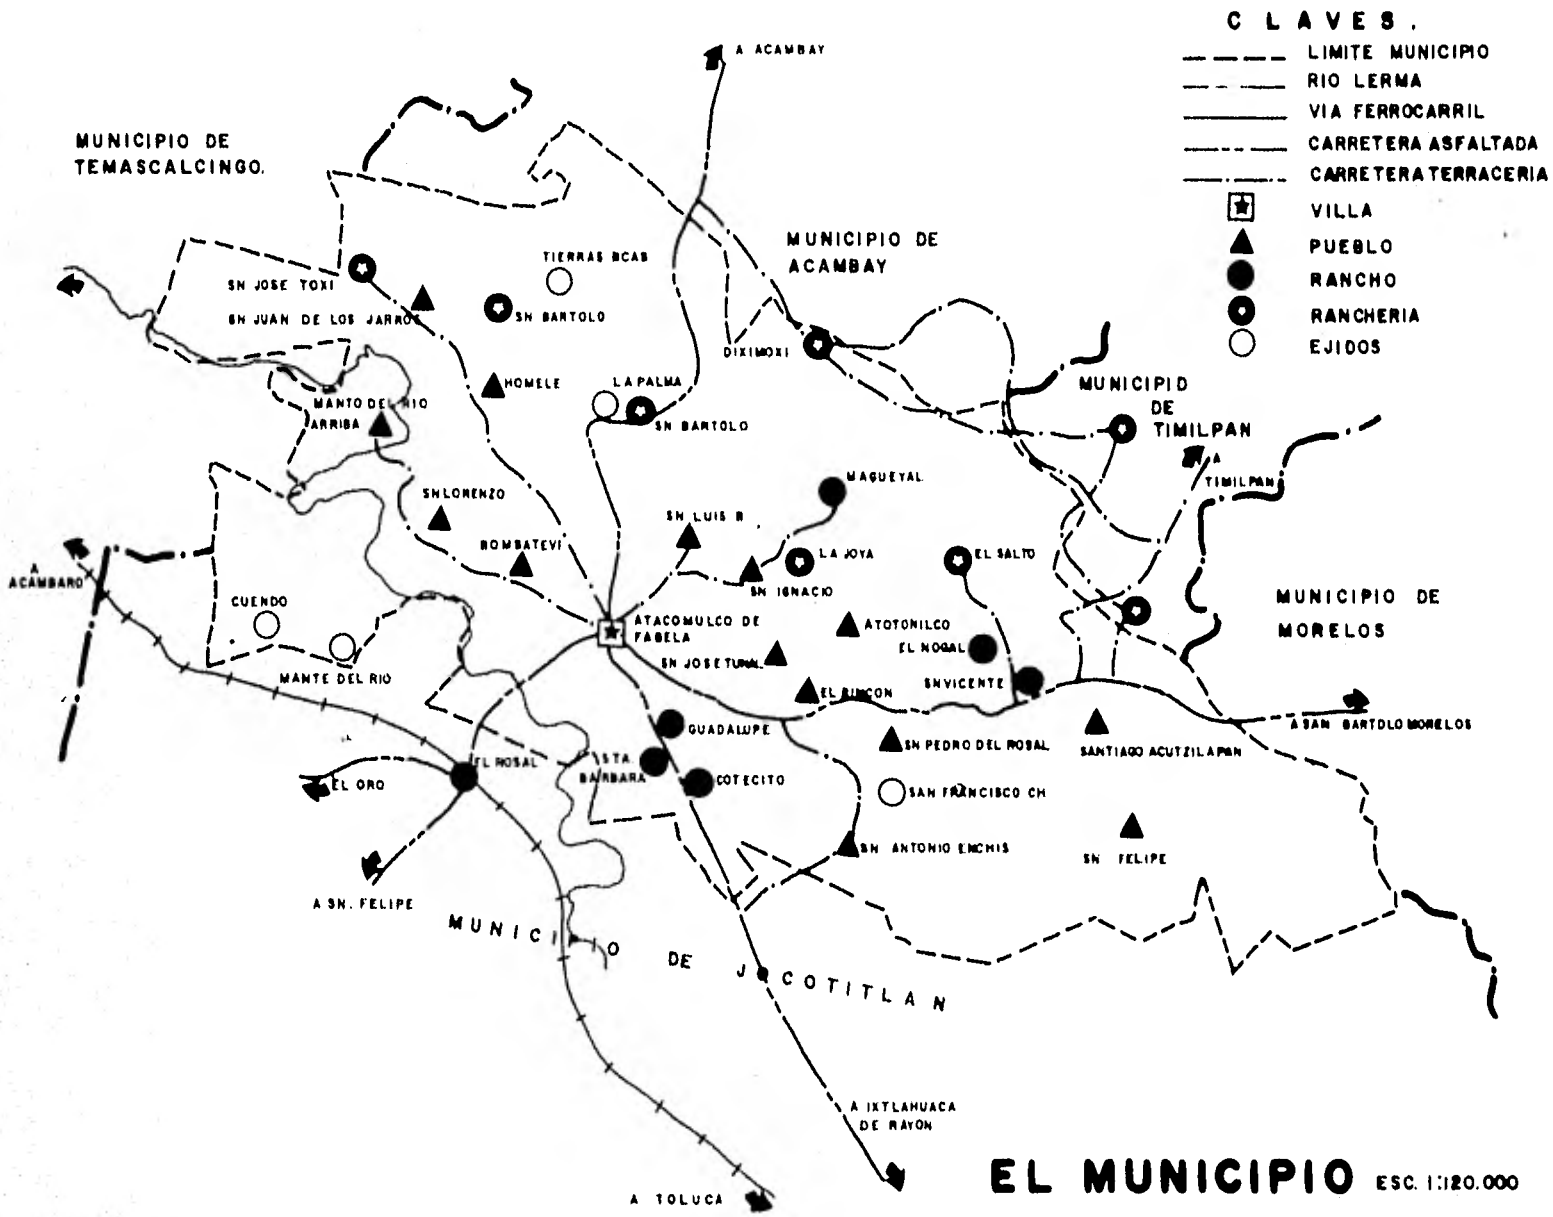 CLAVES.
LIMITE MUNICIPIO
RIO LERMA
VIA FERROCARRIL
CARRETERA ASFALTADA
CARRETERA TERRACERIA
VILLA
PUEBLO
RANCHO
RANCHERIA
EJIDOS
A ACAMBAY
MUNICIPIO DE
TEMASCALCINGO.
MUNICIPIO DE
ACAMBAY
TIERRAS BCAS
SN JOSE TOXI
SN JUAN DE LOS JARROS
SN BARTOLO
DIXIMOXI
HOMELE
LA PALMA
SN BARTOLO
MANTO DEL RIO
ARRIBA
MUNICIPIO
DE
TIMILPAN
A
TIMILPAN
MAGUEYAL
SN LORENZO
SN LUIS B.
BOMBATEVI
LA JOYA
EL SALTO
SN IGNACIO
A
ACAMBARO
CUENDO
MANTE DEL RIO
ATACOMULCO DE
FABELA
ATOTONILCO
EL NOGAL
SN JOSE TUNAL
SN VICENTE
EL RINCON
MUNICIPIO DE
MORELOS
A SAN BARTOLO MORELOS
GUADALUPE
SN PEDRO DEL ROSAL
SANTIAGO ACUTZILAPAN
EL ROSAL
STA.
BARBARA
COTECITO
EL ORO
SAN FRANCISCO CH
SN ANTONIO ENCHIS
SN FELIPE
A SN. FELIPE
MUNICIPIO DE JOCOTITLAN
A IXTLAHUACA
DE RAYON
A TOLUCA
EL MUNICIPIO ESC. 1:120.000